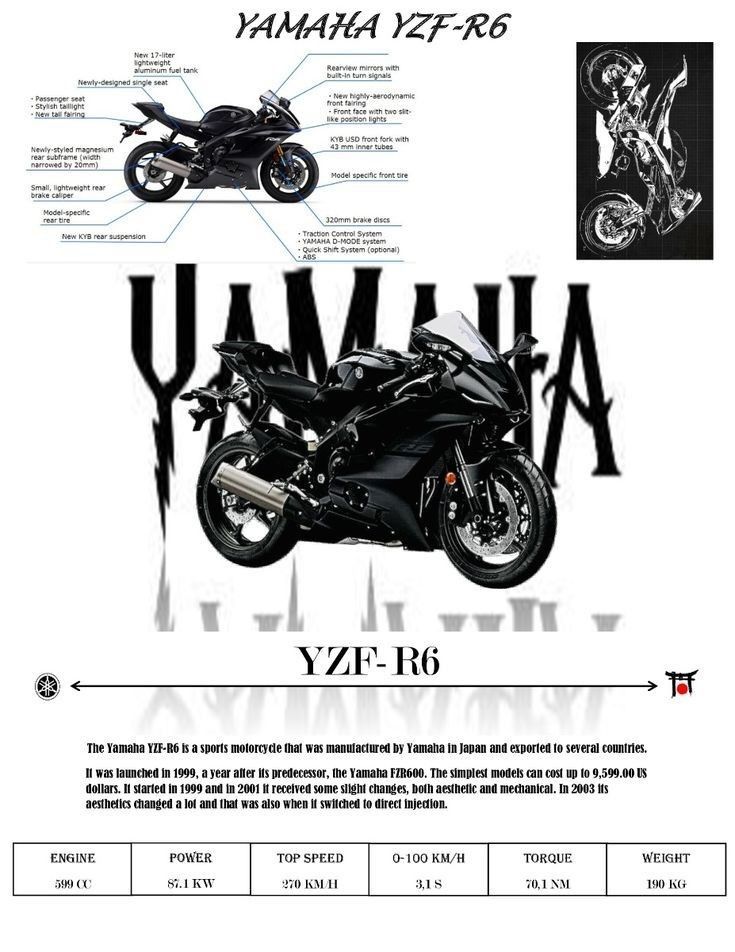 YAMAHA YZF-R6
New 17-liter
lightweight
aluminum fuel tank
Newly-designed single seat
• Passenger seat
• Stylish taillight
• New tail fairing
Newly-styled magnesium
rear subframe (width
narrowed by 20mm)
Small, lightweight rear
brake caliper
Model-specific
rear tire
New KYB rear suspension
Rearview mirrors with
built-in turn signals
• New highly-aerodynamic
front fairing
• Front face with two slit-
like position lights
KYB USD front fork with
43 mm inner tubes
Model specific front tire
320mm brake discs
• Traction Control System
• YAMAHA D-MODE system
• Quick Shift System (optional)
• ABS
YAMAHA
YZF-R6
The Yamaha YZF-R6 is a sports motorcycle that was manufactured by Yamaha in Japan and exported to several countries.
It was launched in 1999, a year after its predecessor, the Yamaha FZR600. The simplest models can cost up to 9,599.00 US
dollars. It started in 1999 and in 2001 it received some slight changes, both aesthetic and mechanical. In 2003 its
aesthetics changed a lot and that was also when it switched to direct injection.
ENGINE POWER TOP SPEED 0-100 KM/H TORQUE WEIGHT
599 CC 87.1 KW 270 KM/H 3,1 S 70,1 NM 190 KG